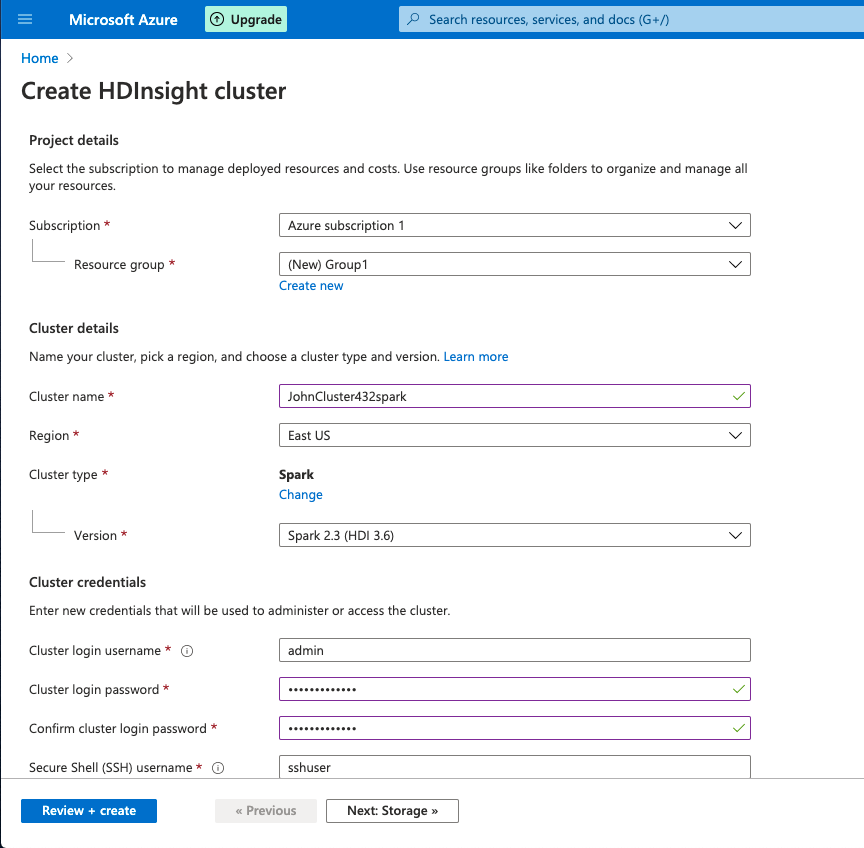 Microsoft Azure
Upgrade
Search resources, services, and docs (G+/)
Home
Create HDInsight cluster
Project details
Select the subscription to manage deployed resources and costs. Use resource groups like folders to organize and manage all
your resources.
Subscription *
Azure subscription 1
Resource group *
(New) Group1
Create new
Cluster details
Name your cluster, pick a region, and choose a cluster type and version. Learn more
Cluster name *
JohnCluster432spark
Region *
East US
Cluster type *
Spark
Change
Version *
Spark 2.3 (HDI 3.6)
Cluster credentials
Enter new credentials that will be used to administer or access the cluster.
Cluster login username *
admin
Cluster login password *
•••••••••••••
Confirm cluster login password *
•••••••••••••
Secure Shell (SSH) username *
sshuser
Review + create
« Previous
Next: Storage »